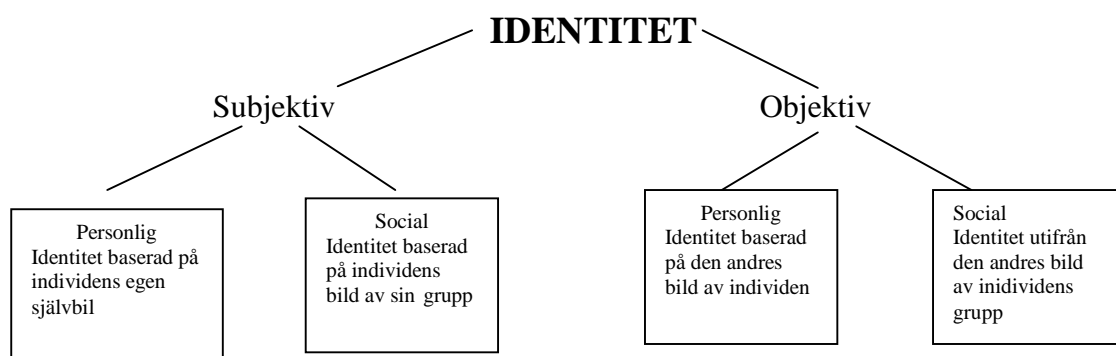 IDENTITET
Subjektiv
Objektiv
Personlig
Identitet baserad på
individens egen
självbil
Social
Identitet baserad
på individens
bild av sin grupp
Personlig
Identitet baserad
på den andres
bild av individen
Social
Identitet utifrån
den andres bild
av inidividens
grupp